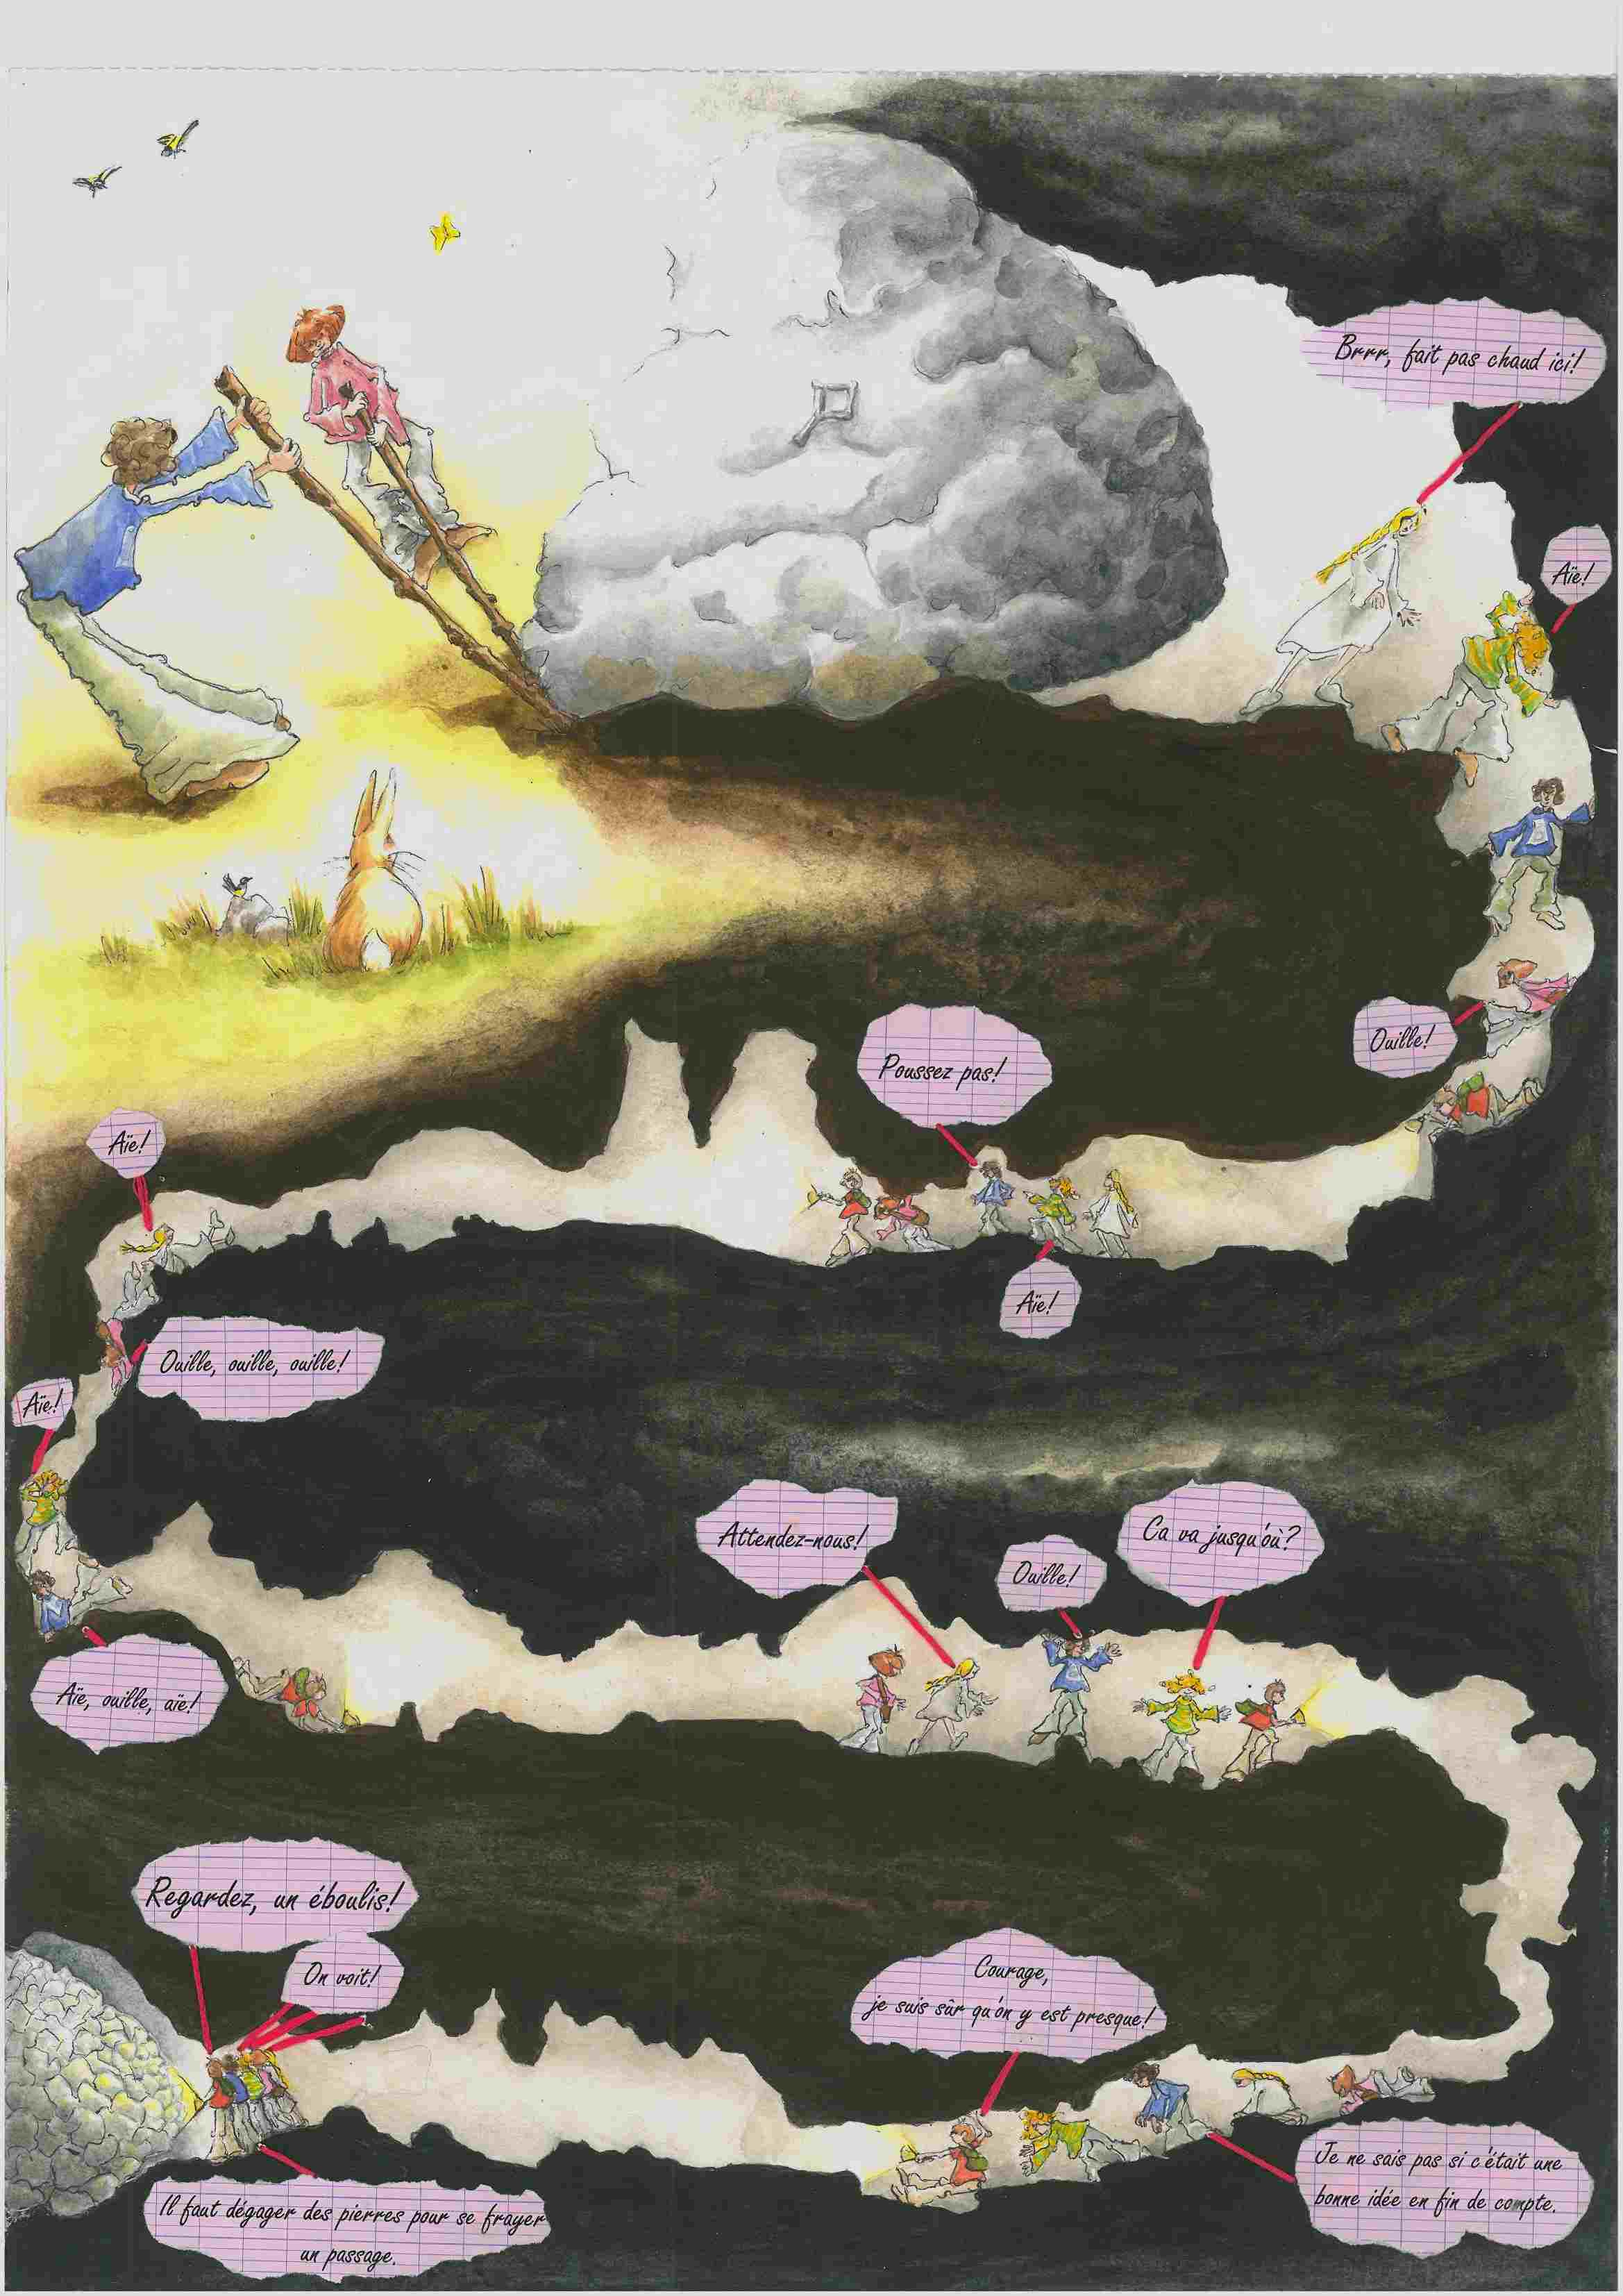 Brrr, fait pas chaud ici!
Aïe!
Ouille!
Poussez pas!
Aïe!
Aïe!
Ouille, ouille, ouille!
Aïe!
Aïe, ouille, aïe!
Attendez-nous!
Ouille!
Ca va jusqu'où?
Je ne sais pas si c'était une
bonne idée en fin de compte.
Courage,
je suis sûr qu'on y est presque!
Regardez, un éboulis!
On voit!
Il faut dégager des pierres pour se frayer
un passage.